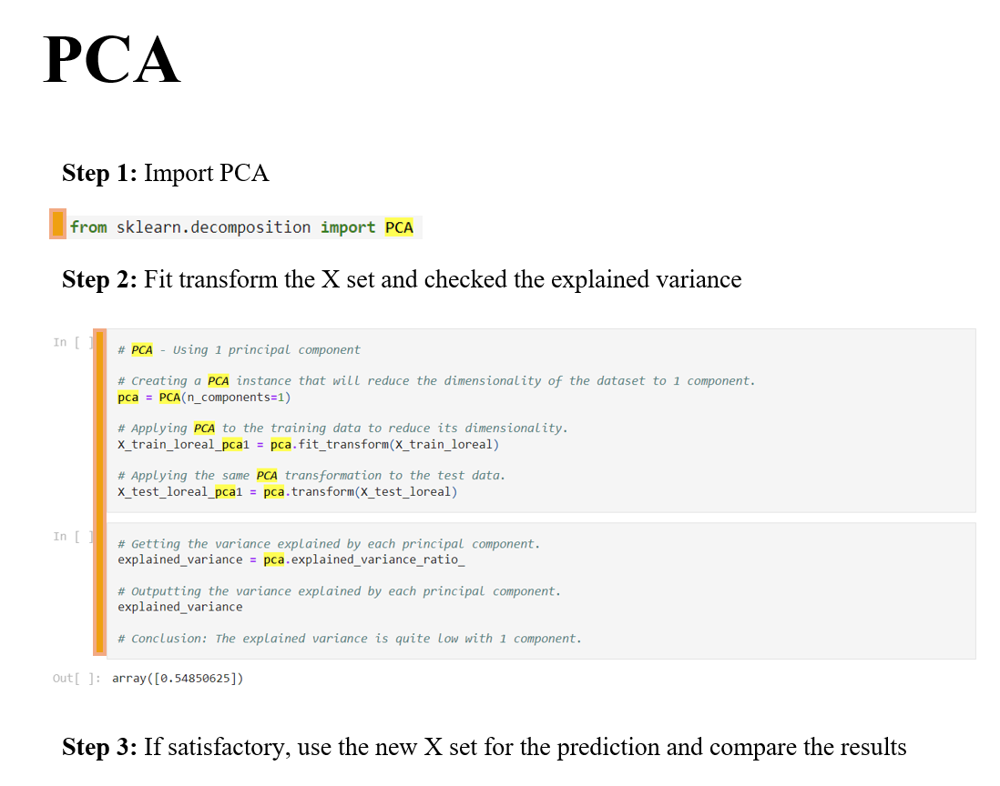 PCA
Step 1: Import PCA
from sklearn.decomposition import PCA
Step 2: Fit transform the X set and checked the explained variance
In [ ]
# PCA - Using 1 principal component
# Creating a PCA instance that will reduce the dimensionality of the dataset to 1 component.
pca = PCA(n_components=1)
# Applying PCA to the training data to reduce its dimensionality.
X_train_loreal_pca1 = pca.fit_transform(X_train_loreal)
# Applying the same PCA transformation to the test data.
X_test_loreal_pca1 = pca.transform(X_test_loreal)
In [ ]
# Getting the variance explained by each principal component.
explained_variance = pca.explained_variance_ratio_
# Outputting the variance explained by each principal component.
explained_variance
# Conclusion: The explained variance is quite low with 1 component.
Out[ ]: array([0.54850625])
Step 3: If satisfactory, use the new X set for the prediction and compare the results